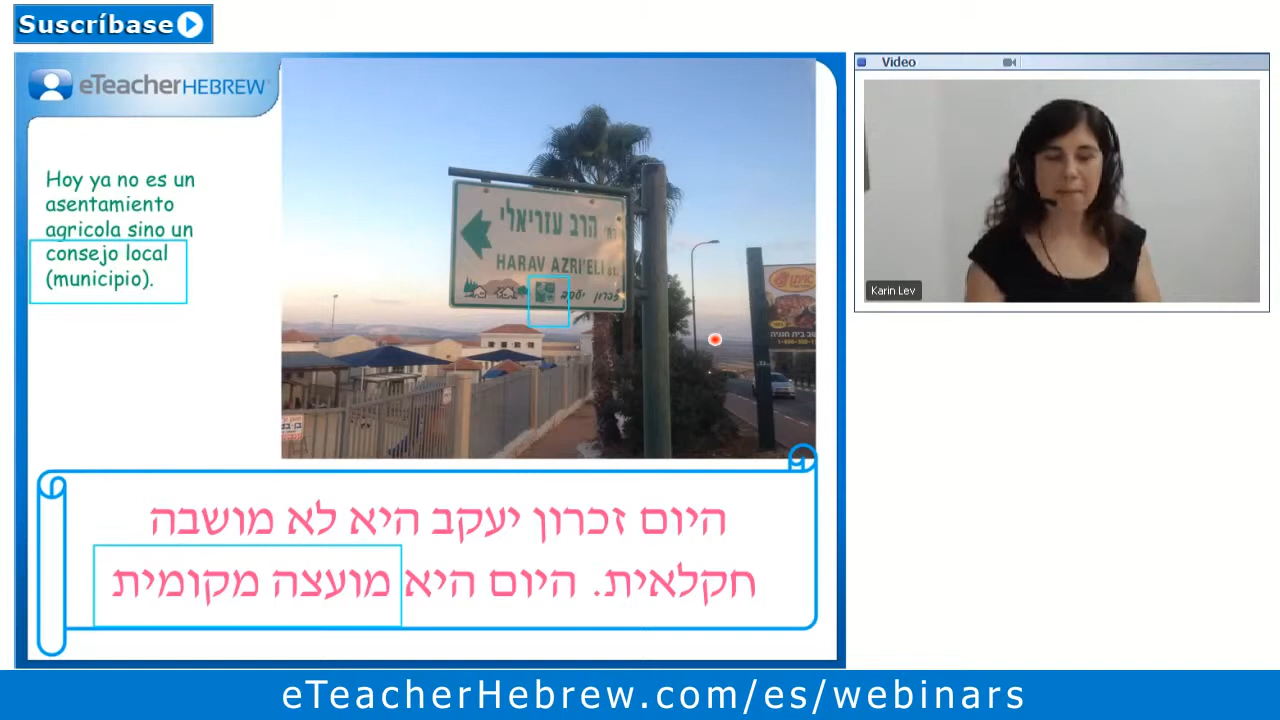 Suscríbase
eTeacherHEBREW
Hoy ya no es un
asentamiento
agricola sino un
consejo local
(municipio).
הרב עזריאלי
HARAV AZRI'ELI St.
זכרון יעקב
Video
Karin Lev
היום זכרון יעקב היא לא מושבה
חקלאית. היום היא מועצה מקומית
eTeacherHebrew.com/es/webinars